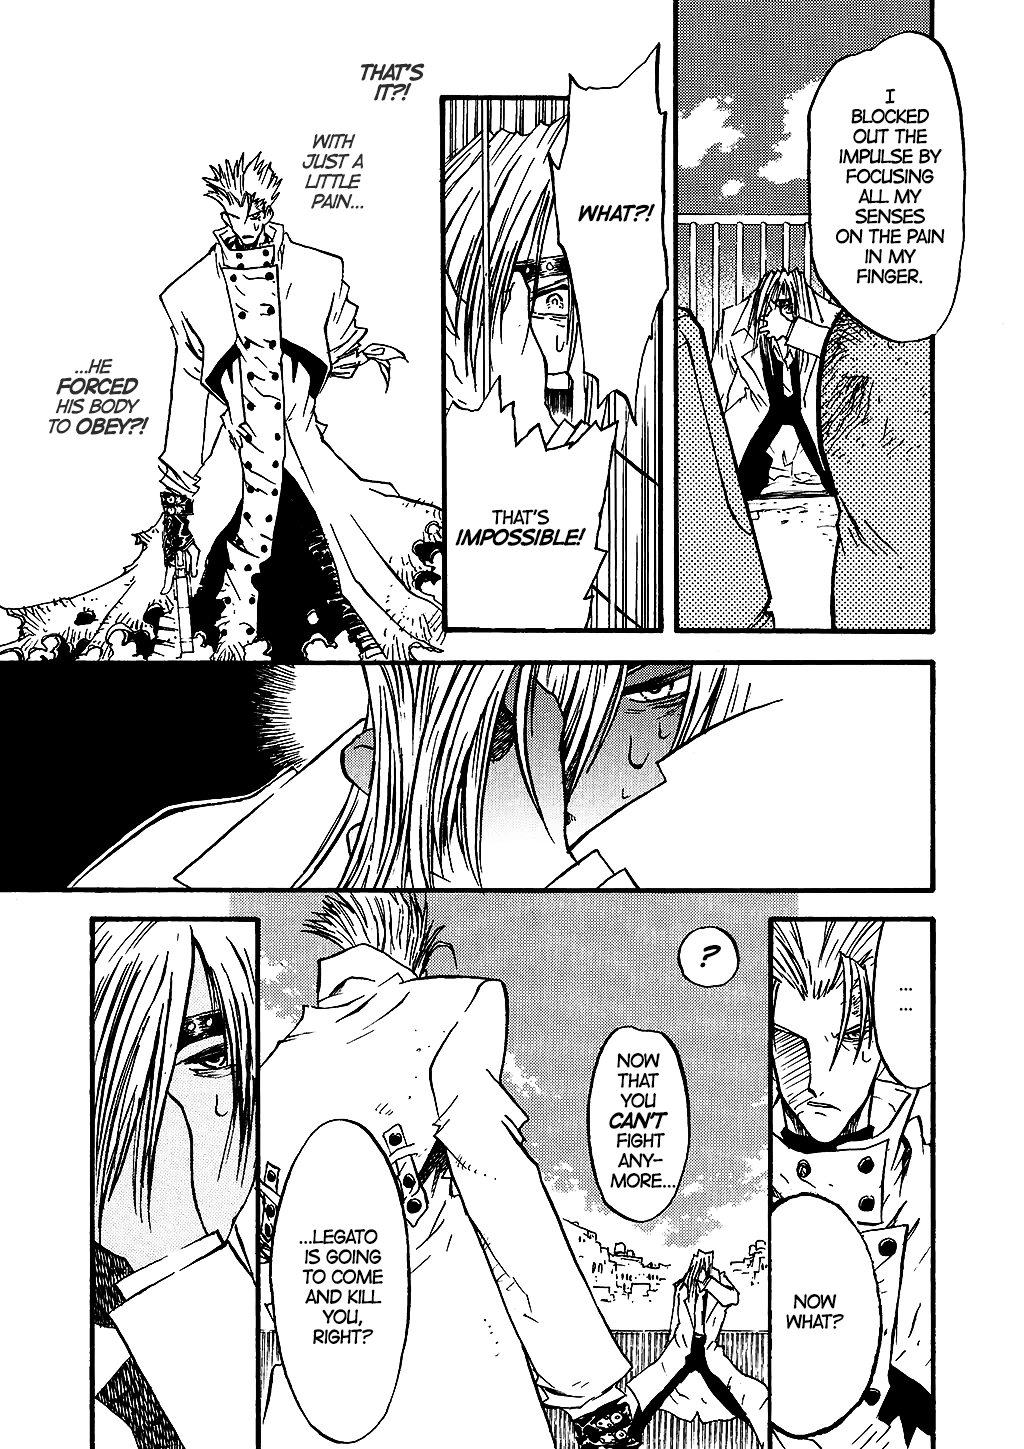 I
BLOCKED
OUT THE
IMPULSE BY
FOCUSING
ALL MY
SENSES
ON THE PAIN
IN MY
FINGER.
WHAT?!
THAT'S
IMPOSSIBLE!
THAT'S
IT?!
WITH
JUST A
LITTLE
PAIN...
...HE
FORCED
HIS BODY
TO OBEY?!
...
...
NOW
WHAT?
?
NOW
THAT
YOU
CAN'T
FIGHT
ANY-
MORE...
...LEGATO
IS GOING
TO COME
AND KILL
YOU,
RIGHT?